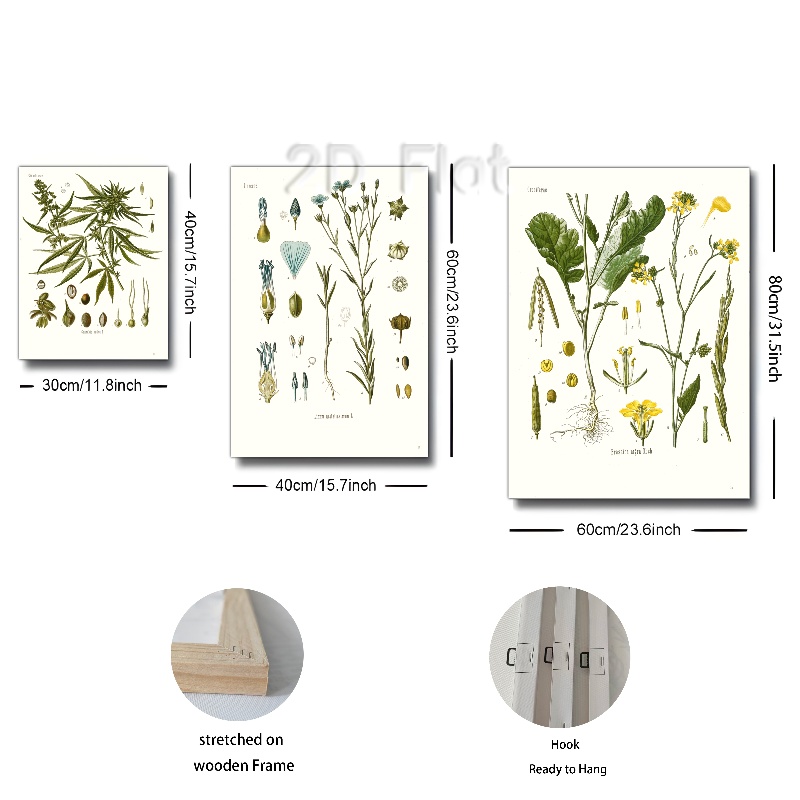 2D Flat
40cm/15.7inch
30cm/11.8inch
60cm/23.6inch
40cm/15.7inch
80cm/31.5inch
60cm/23.6inch
stretched on
wooden Frame
Hook
Ready to Hang